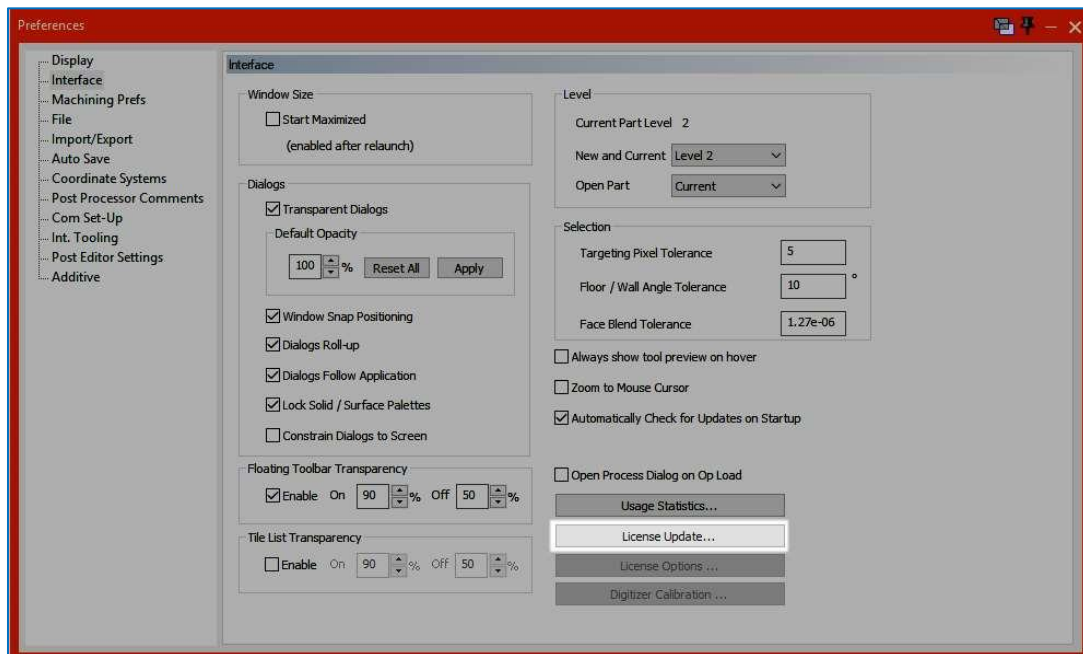 Preferences
Display
Interface
Machining Prefs
File
Import/Export
Auto Save
Coordinate Systems
Post Processor Comments
Com Set-Up
Int. Tooling
Post Editor Settings
Additive
Interface
Window Size
Start Maximized
(enabled after relaunch)
Dialogs
Transparent Dialogs
Default Opacity
100 % Reset All Apply
Window Snap Positioning
Dialogs Roll-up
Dialogs Follow Application
Lock Solid / Surface Palettes
Constrain Dialogs to Screen
Floating Toolbar Transparency
Enable On 90 % Off 50 %
Tile List Transparency
Enable On 90 % Off 50 %
Level
Current Part Level 2
New and Current Level 2
Open Part Current
Selection
Targeting Pixel Tolerance 5
Floor / Wall Angle Tolerance 10 °
Face Blend Tolerance 1.27e-06
Always show tool preview on hover
Zoom to Mouse Cursor
Automatically Check for Updates on Startup
Open Process Dialog on Op Load
Usage Statistics...
License Update...
License Options ...
Digitizer Calibration ...